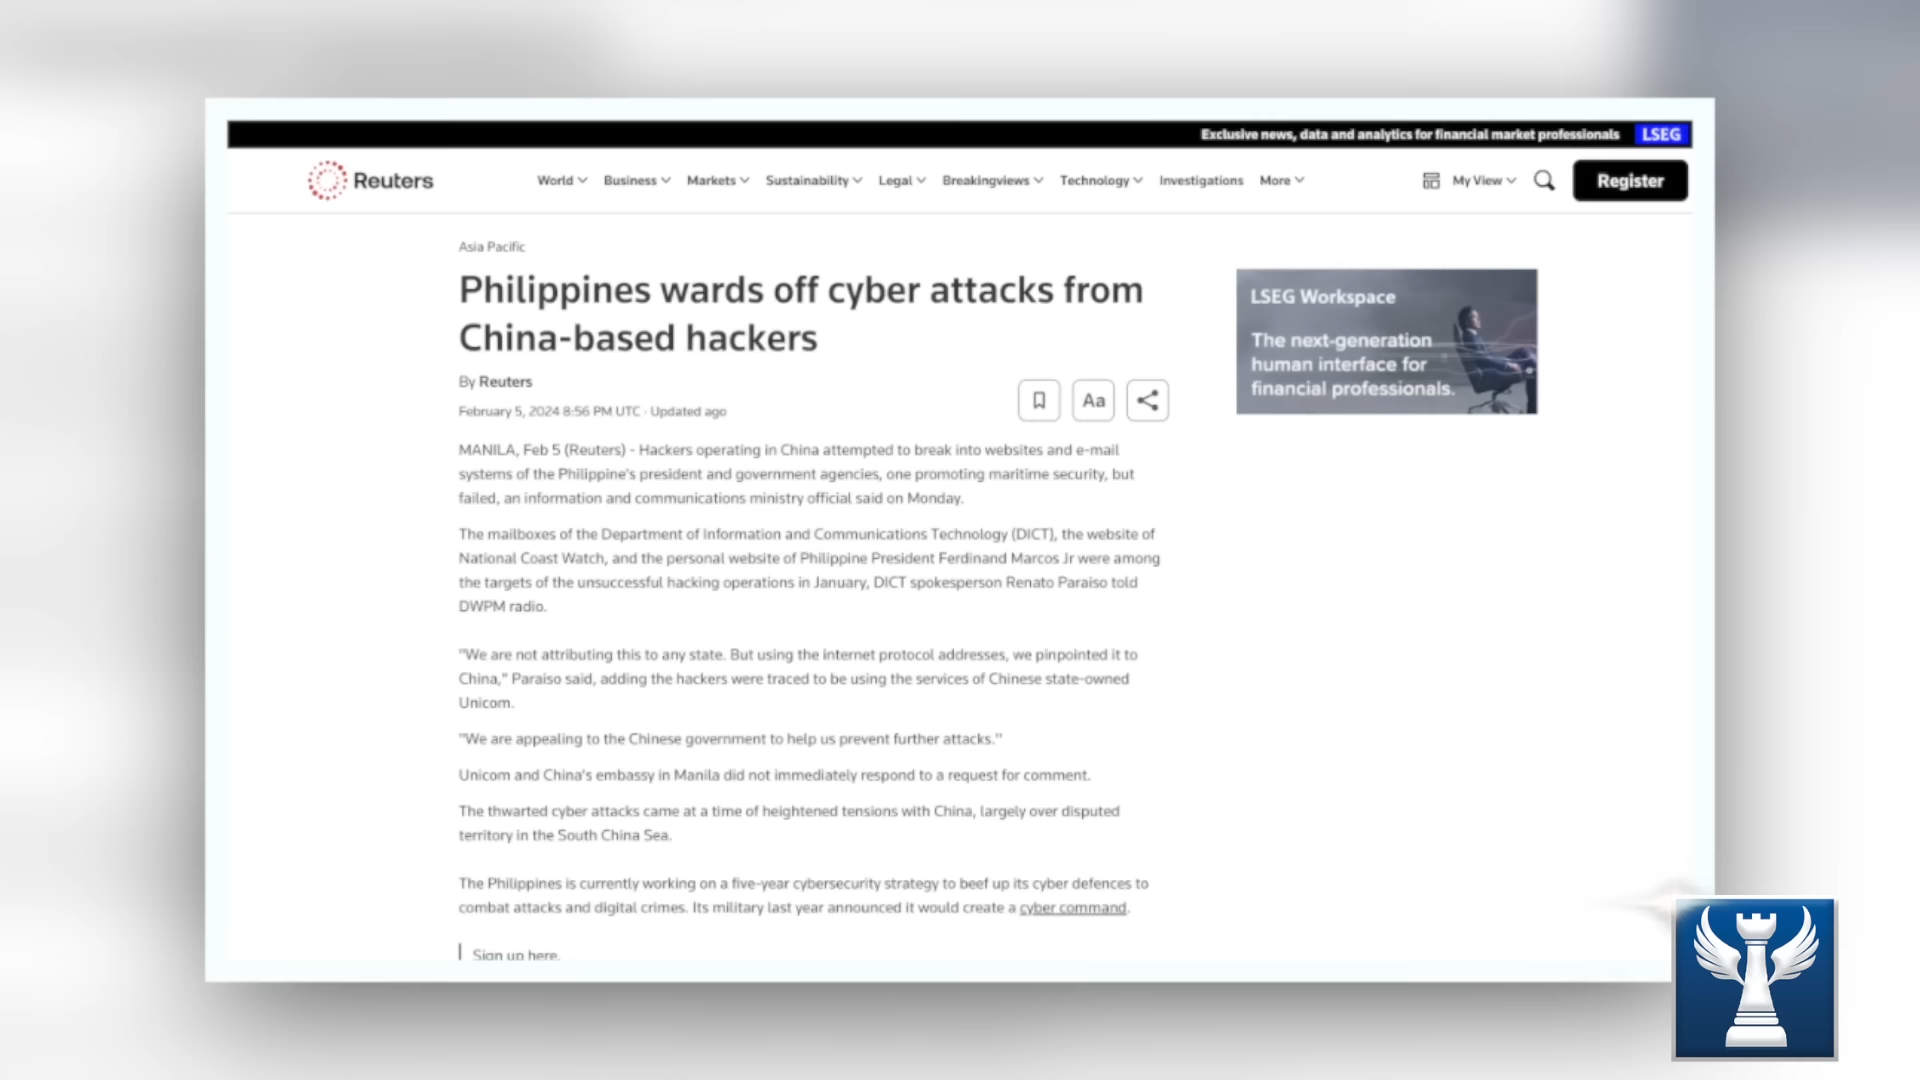 Exclusive news, data and analytics for financial market professionals LSEG
Reuters World Business Markets Sustainability Legal Breakingviews Technology Investigations More My View Register
Asia Pacific
Philippines wards off cyber attacks from
China-based hackers
By Reuters
February 5, 2024 8:56 PM UTC · Updated ago
Aa
LSEG Workspace
The next-generation
human interface for
financial professionals.
MANILA, Feb 5 (Reuters) - Hackers operating in China attempted to break into websites and e-mail
systems of the Philippine's president and government agencies, one promoting maritime security, but
failed, an information and communications ministry official said on Monday.
The mailboxes of the Department of Information and Communications Technology (DICT), the website of
National Coast Watch, and the personal website of Philippine President Ferdinand Marcos Jr were among
the targets of the unsuccessful hacking operations in January, DICT spokesperson Renato Paraiso told
DWPM radio.
"We are not attributing this to any state. But using the internet protocol addresses, we pinpointed it to
China," Paraiso said, adding the hackers were traced to be using the services of Chinese state-owned
Unicom.
"We are appealing to the Chinese government to help us prevent further attacks."
Unicom and China's embassy in Manila did not immediately respond to a request for comment.
The thwarted cyber attacks came at a time of heightened tensions with China, largely over disputed
territory in the South China Sea.
The Philippines is currently working on a five-year cybersecurity strategy to beef up its cyber defences to
combat attacks and digital crimes. Its military last year announced it would create a cyber command.
Sign up here.